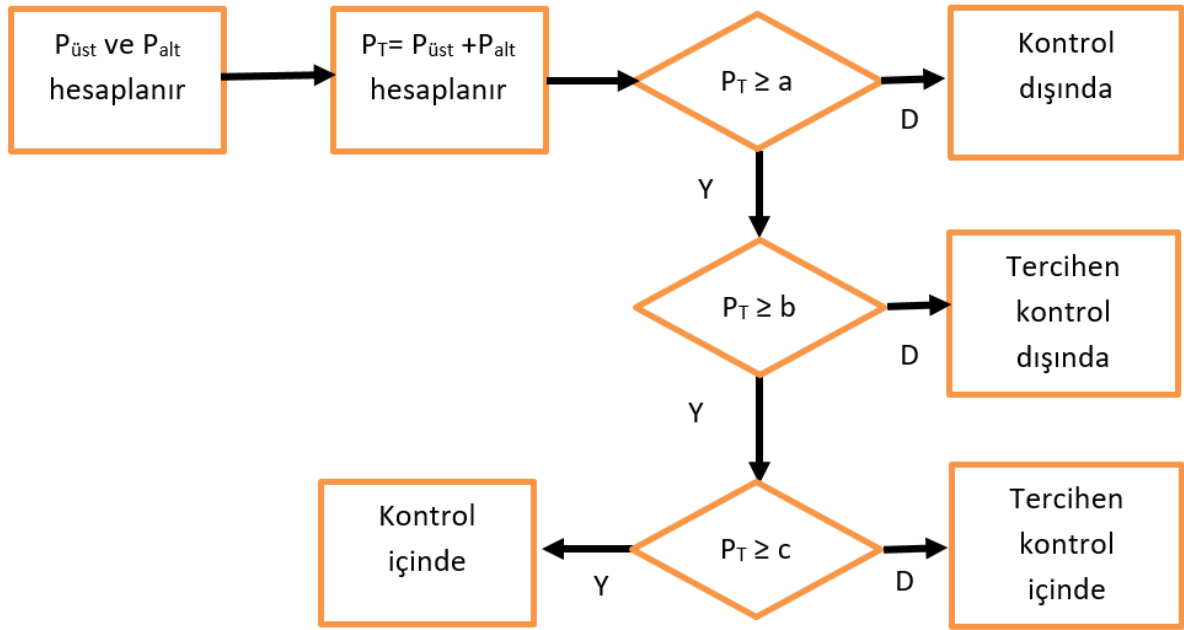 Püst ve Palt
hesaplanır
PT= Püst +Palt
hesaplanır
PT ≥ a
D
Kontrol
dışında
Y
PT ≥ b
D
Tercihen
kontrol
dışında
Y
PT ≥ c
D
Tercihen
kontrol
içinde
Y
Kontrol
içinde